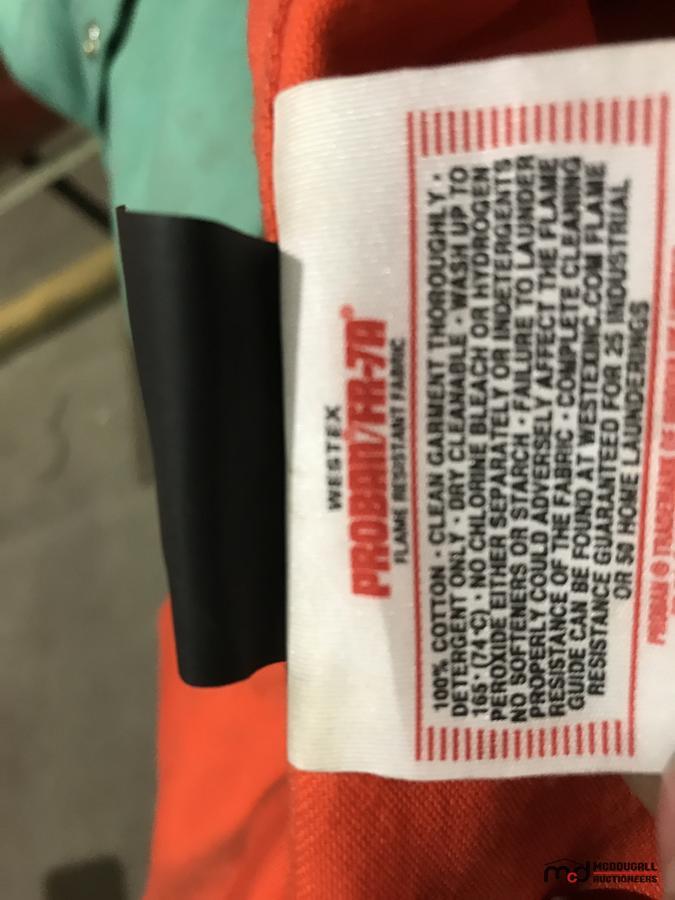 WESTEX
PROBAN/FR-7A®
FLAME RESISTANT FABRIC
100% COTTON · CLEAN GARMENT THOROUGHLY ·
DETERGENT ONLY · DRY CLEANABLE · WASH UP TO
165° (74°C) · NO CHLORINE BLEACH OR HYDROGEN
PEROXIDE EITHER SEPARATELY OR INDETERGENTS
NO SOFTENERS OR STARCH · FAILURE TO LAUNDER
PROPERLY COULD ADVERSELY AFFECT THE FLAME
RESISTANCE OF THE FABRIC · COMPLETE CLEANING
GUIDE CAN BE FOUND AT WESTEXINC.COM FLAME
RESISTANCE GUARANTEED FOR 25 INDUSTRIAL
OR 50 HOME LAUNDERINGS
PROBAN ® TRADEMARK
mcd MCDOUGALL
AUCTIONEERS